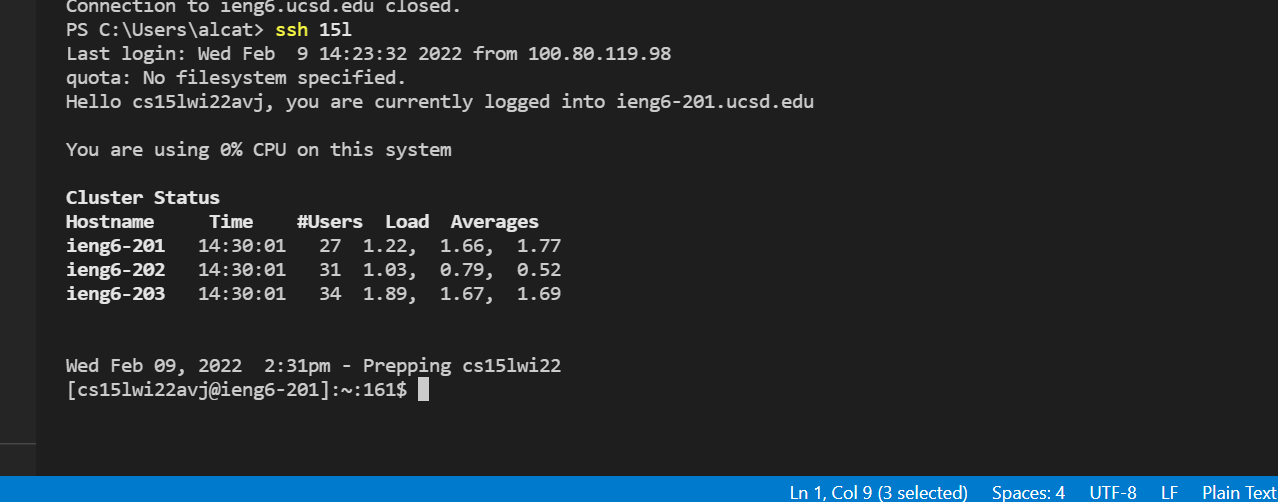 Connection to ieng6.ucsd.edu closed.
PS C:\Users\alcat> ssh 15l
Last login: Wed Feb  9 14:23:32 2022 from 100.80.119.98
quota: No filesystem specified.
Hello cs15lwi22avj, you are currently logged into ieng6-201.ucsd.edu
You are using 0% CPU on this system
Cluster Status
Hostname     Time    #Users  Load  Averages
ieng6-201   14:30:01   27  1.22,  1.66,  1.77
ieng6-202   14:30:01   31  1.03,  0.79,  0.52
ieng6-203   14:30:01   34  1.89,  1.67,  1.69
Wed Feb 09, 2022  2:31pm - Prepping cs15lwi22
[cs15lwi22avj@ieng6-201]:~:161$
Ln 1, Col 9 (3 selected)  Spaces: 4  UTF-8  LF  Plain Text